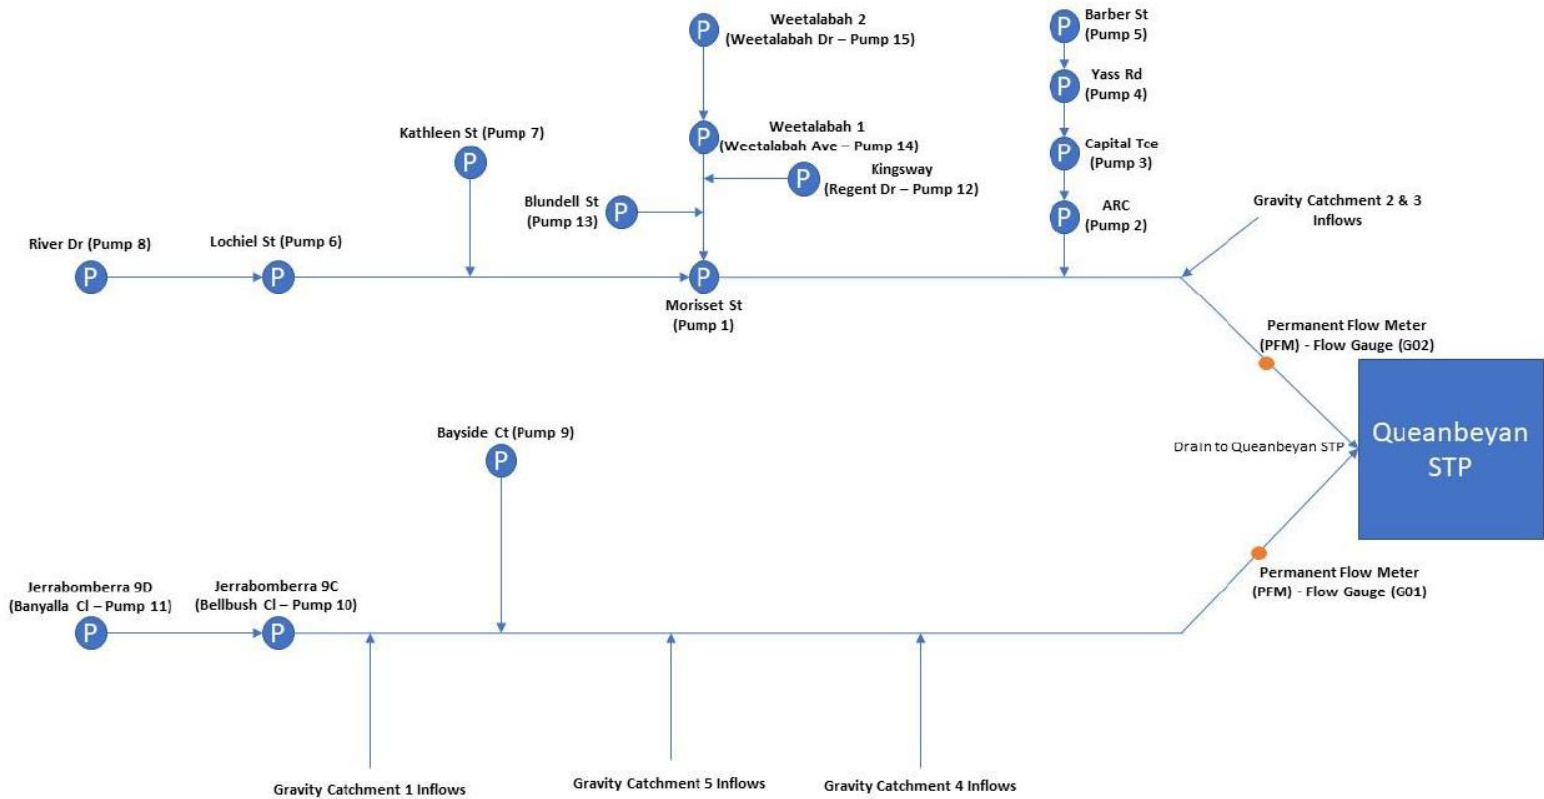 Weetalabah 2
(Weetalabah Dr – Pump 15)
P
Barber St
(Pump 5)
P
Yass Rd
(Pump 4)
P
Kathleen St (Pump 7)
P
Weetalabah 1
(Weetalabah Ave – Pump 14)
P
Capital Tce
(Pump 3)
P
Kingsway
(Regent Dr – Pump 12)
P
Blundell St
(Pump 13)
P
ARC
(Pump 2)
P
Gravity Catchment 2 & 3
Inflows
River Dr (Pump 8)
P
Lochiel St (Pump 6)
P
P
Morisset St
(Pump 1)
Permanent Flow Meter
(PFM) - Flow Gauge (G02)
Queanbeyan
STP
Drain to Queanbeyan STP
Bayside Ct (Pump 9)
P
Permanent Flow Meter
(PFM) - Flow Gauge (G01)
Jerrabomberra 9D
(Banyalla Cl – Pump 11)
P
Jerrabomberra 9C
(Bellbush Cl – Pump 10)
P
Gravity Catchment 1 Inflows
Gravity Catchment 5 Inflows
Gravity Catchment 4 Inflows